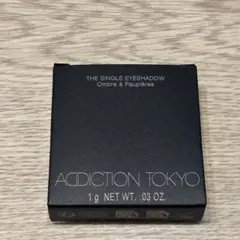 THE SINGLE EYESHADOW
Ombre à Paupières
ADDICTION TOKYO
1 g NET WT. .03 OZ.